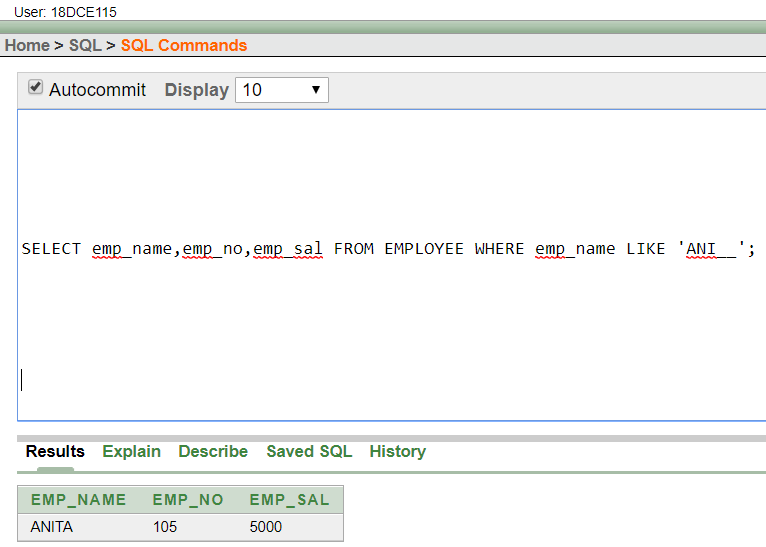 User: 18DCE115
Home > SQL > SQL Commands
Autocommit Display 10
SELECT emp_name,emp_no,emp_sal FROM EMPLOYEE WHERE emp_name LIKE 'ANI__';
Results Explain Describe Saved SQL History
EMP_NAME EMP_NO EMP_SAL
ANITA 105 5000